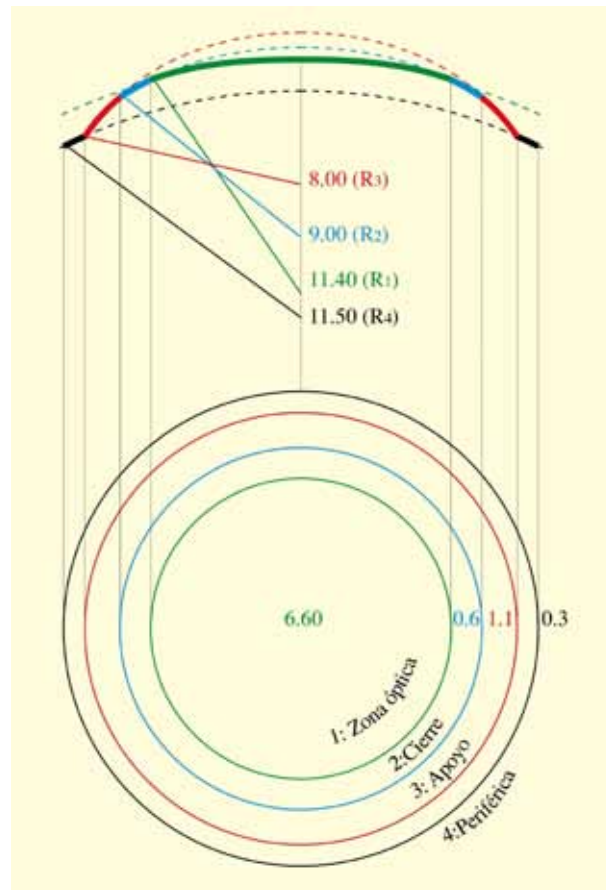 8.00 (R3)
9.00 (R2)
11.40 (R1)
11.50 (R4)
6.60
0.6
1.1
0.3
1: Zona óptica
2:Cierre
3: Apoyo
4:Periférica